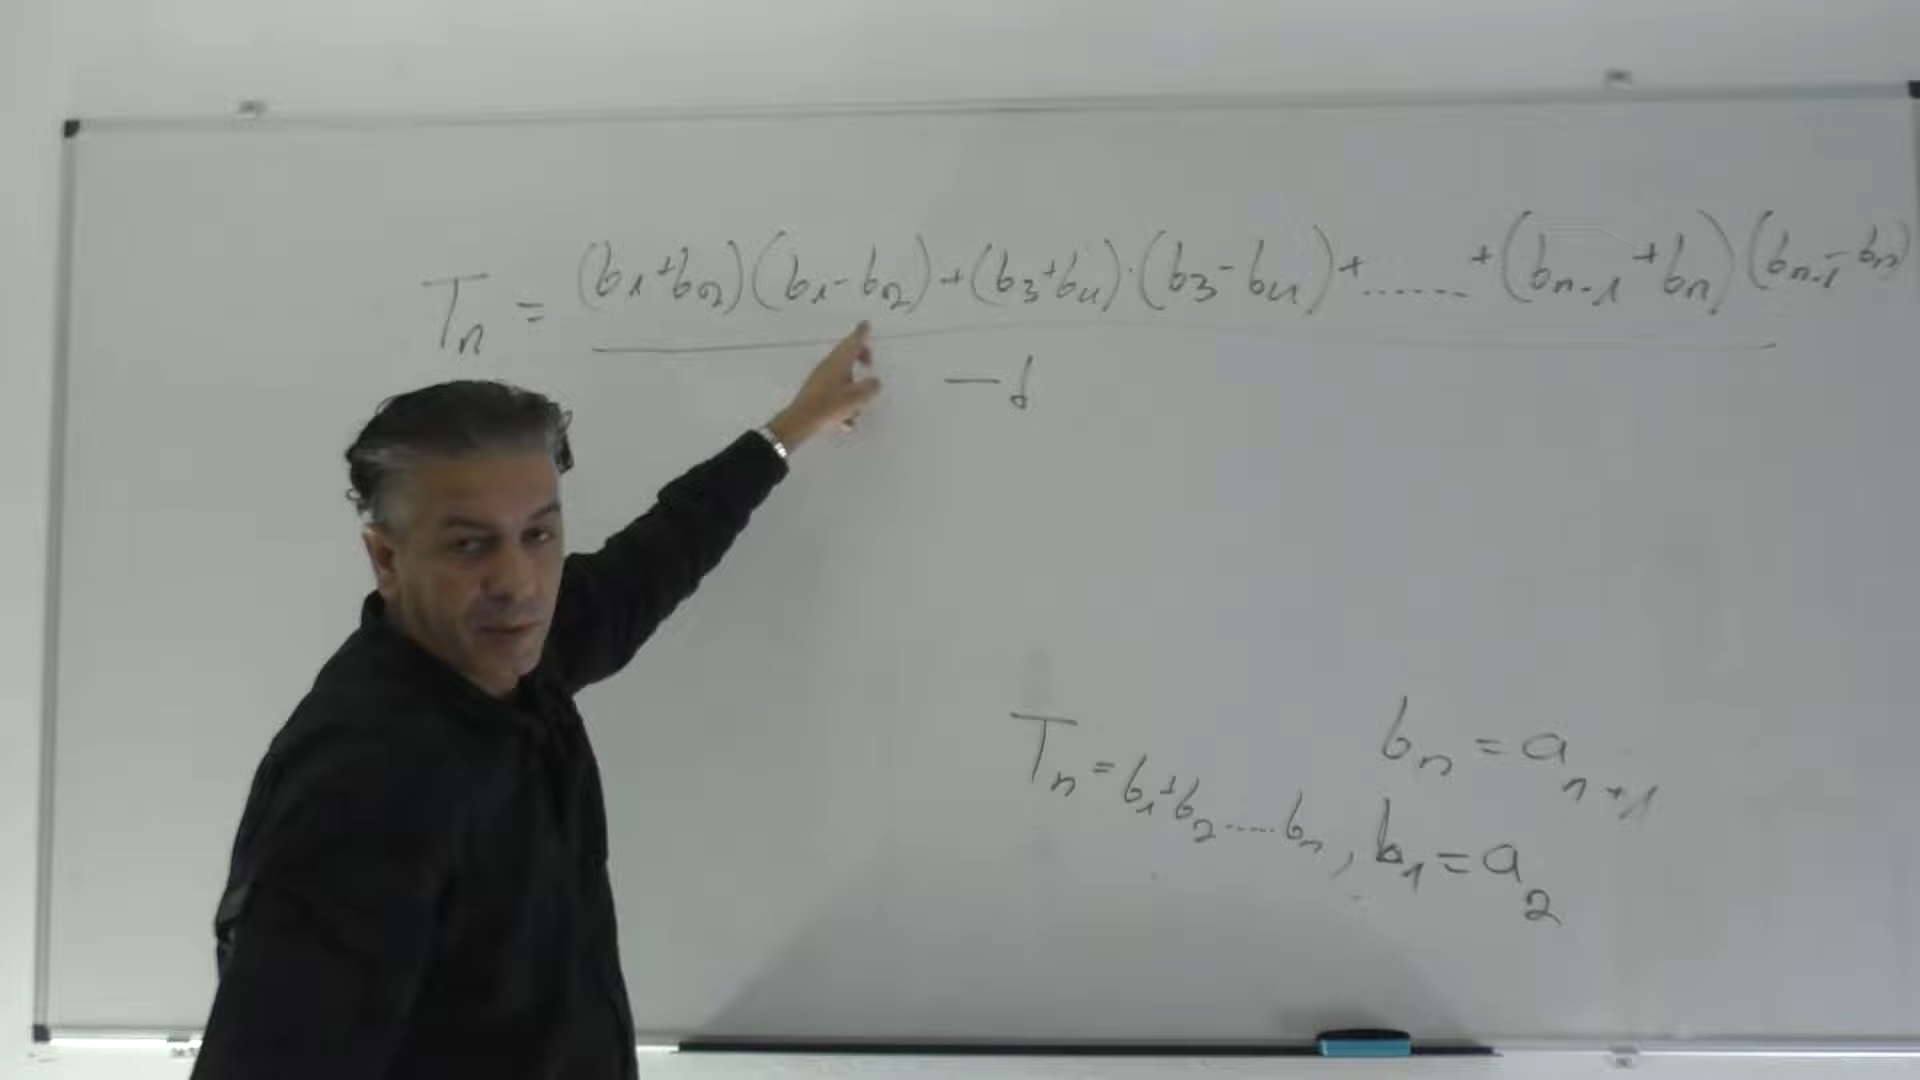 Tn = (b1+b2)(b1-b2)+(b3+b4)·(b3-b4)+......+(bn-1+bn)(bn-1-bn)
-d
bn = an+1
Tn = b1+b2.....bn, b1 = a2